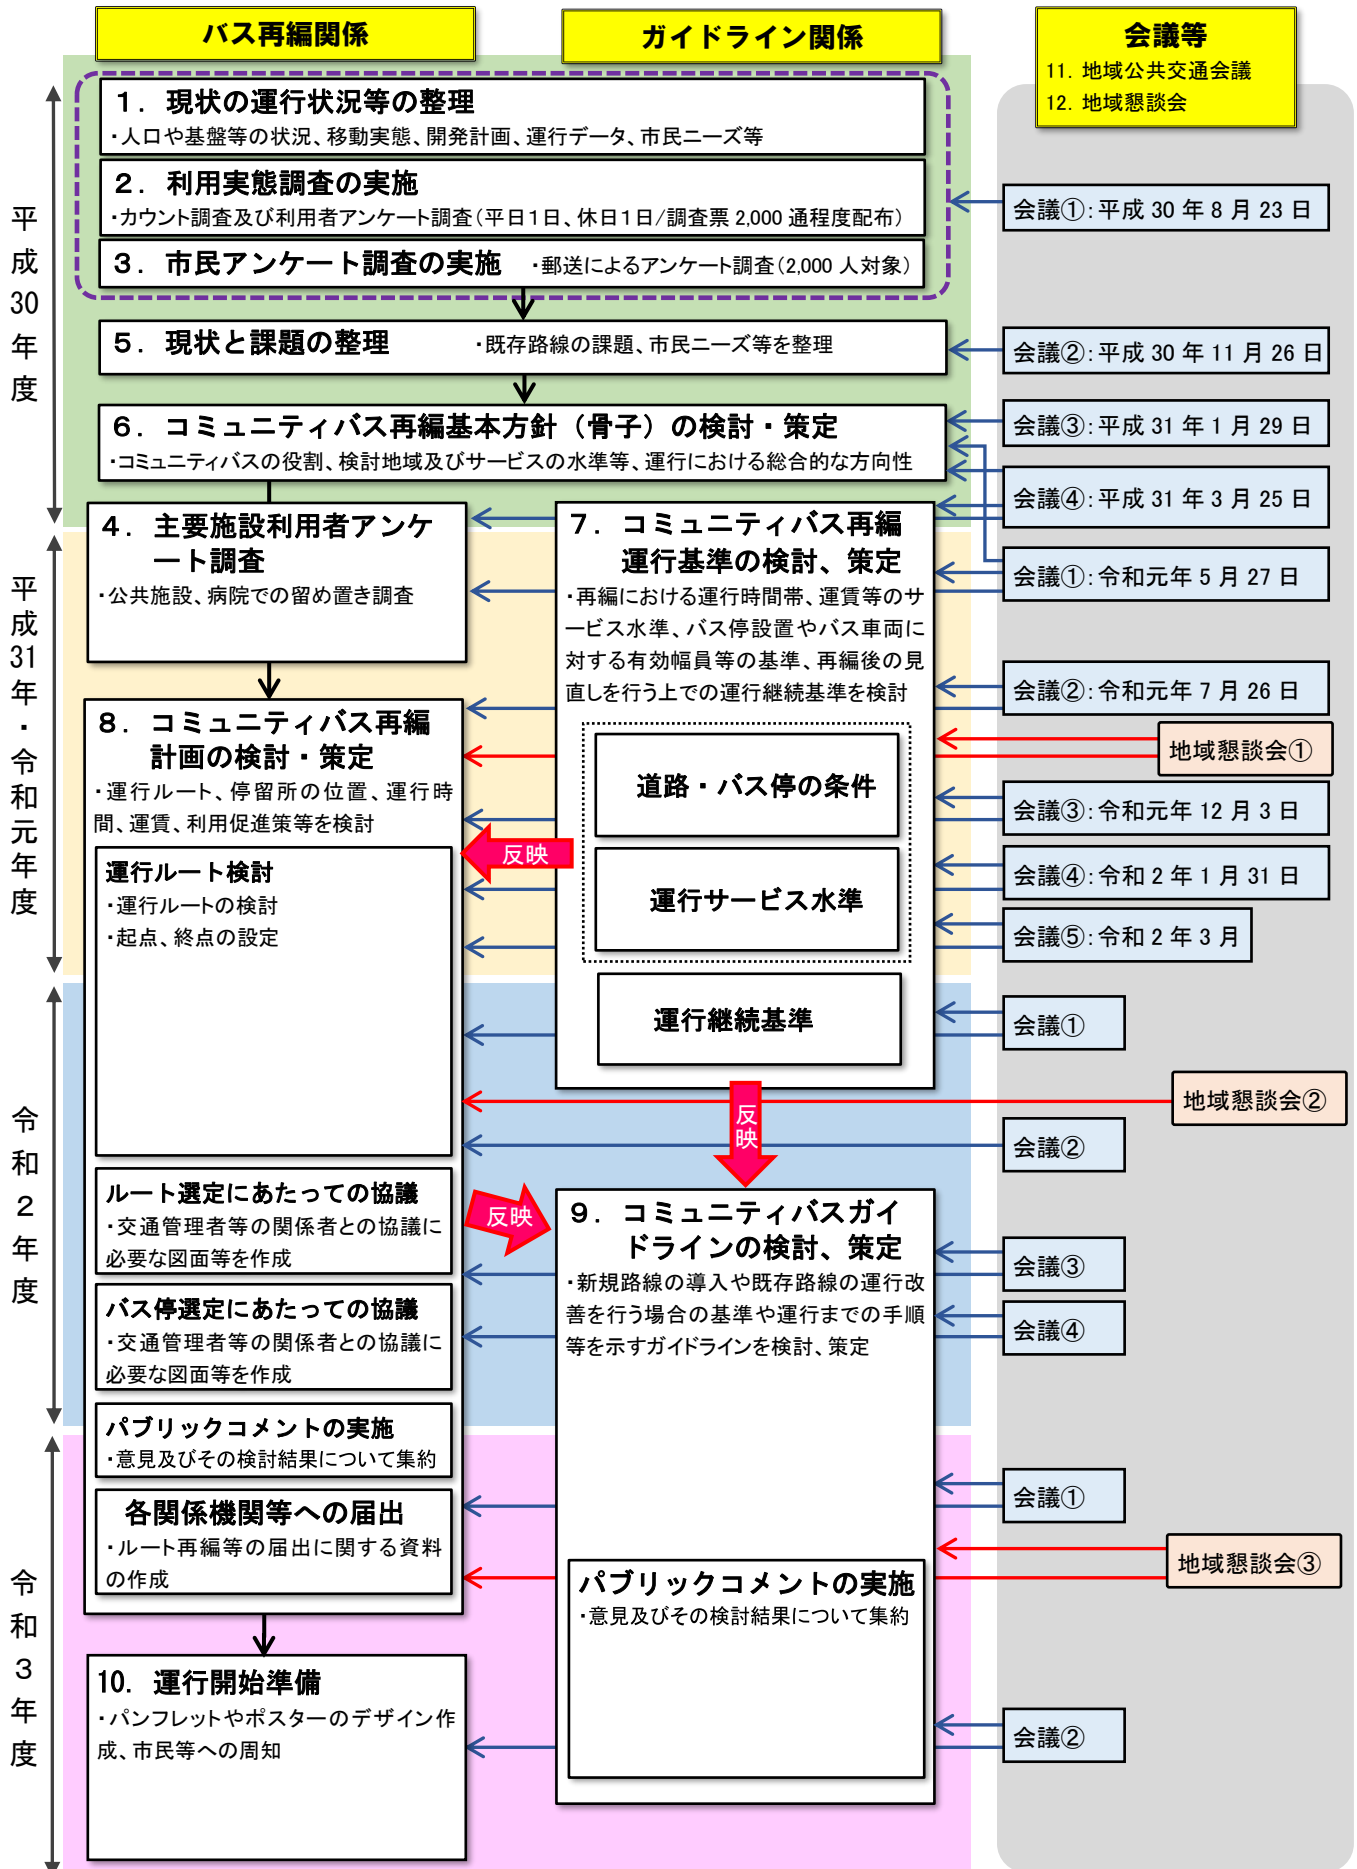 バス再編関係
ガイドライン関係
会議等
11. 地域公共交通会議
12. 地域懇談会
平成30年度
1. 現状の運行状況等の整理
・人口や基盤等の状況、移動実態、開発計画、運行データ、市民ニーズ等
2. 利用実態調査の実施
・カウント調査及び利用者アンケート調査(平日1日、休日1日/調査票 2,000 通程度配布)
3. 市民アンケート調査の実施 ・郵送によるアンケート調査(2,000 人対象)
会議①:平成 30 年 8 月 23 日
5. 現状と課題の整理 ・既存路線の課題、市民ニーズ等を整理
会議②:平成 30 年 11 月 26 日
6. コミュニティバス再編基本方針(骨子)の検討・策定
・コミュニティバスの役割、検討地域及びサービスの水準等、運行における総合的な方向性
会議③:平成 31 年 1 月 29 日
会議④:平成 31 年 3 月 25 日
平成31年・令和元年度
4. 主要施設利用者アンケ
ート調査
・公共施設、病院での留め置き調査
7. コミュニティバス再編
運行基準の検討、策定
・再編における運行時間帯、運賃等のサ
ービス水準、バス停設置やバス車両に
対する有効幅員等の基準、再編後の見
直しを行う上での運行継続基準を検討
道路・バス停の条件
運行サービス水準
運行継続基準
会議①:令和元年 5 月 27 日
会議②:令和元年 7 月 26 日
地域懇談会①
会議③:令和元年 12 月 3 日
会議④:令和 2 年 1 月 31 日
会議⑤:令和 2 年 3 月
8. コミュニティバス再編
計画の検討・策定
・運行ルート、停留所の位置、運行時
間、運賃、利用促進策等を検討
反映
運行ルート検討
・運行ルートの検討
・起点、終点の設定
令和2年度
会議①
地域懇談会②
反映
会議②
ルート選定にあたっての協議
・交通管理者等の関係者との協議に
必要な図面等を作成
反映
バス停選定にあたっての協議
・交通管理者等の関係者との協議に
必要な図面等を作成
9. コミュニティバスガイ
ドラインの検討、策定
・新規路線の導入や既存路線の運行改
善を行う場合の基準や運行までの手順
等を示すガイドラインを検討、策定
会議③
会議④
パブリックコメントの実施
・意見及びその検討結果について集約
令和3年度
各関係機関等への届出
・ルート再編等の届出に関する資料
の作成
会議①
地域懇談会③
パブリックコメントの実施
・意見及びその検討結果について集約
10. 運行開始準備
・パンフレットやポスターのデザイン作
成、市民等への周知
会議②